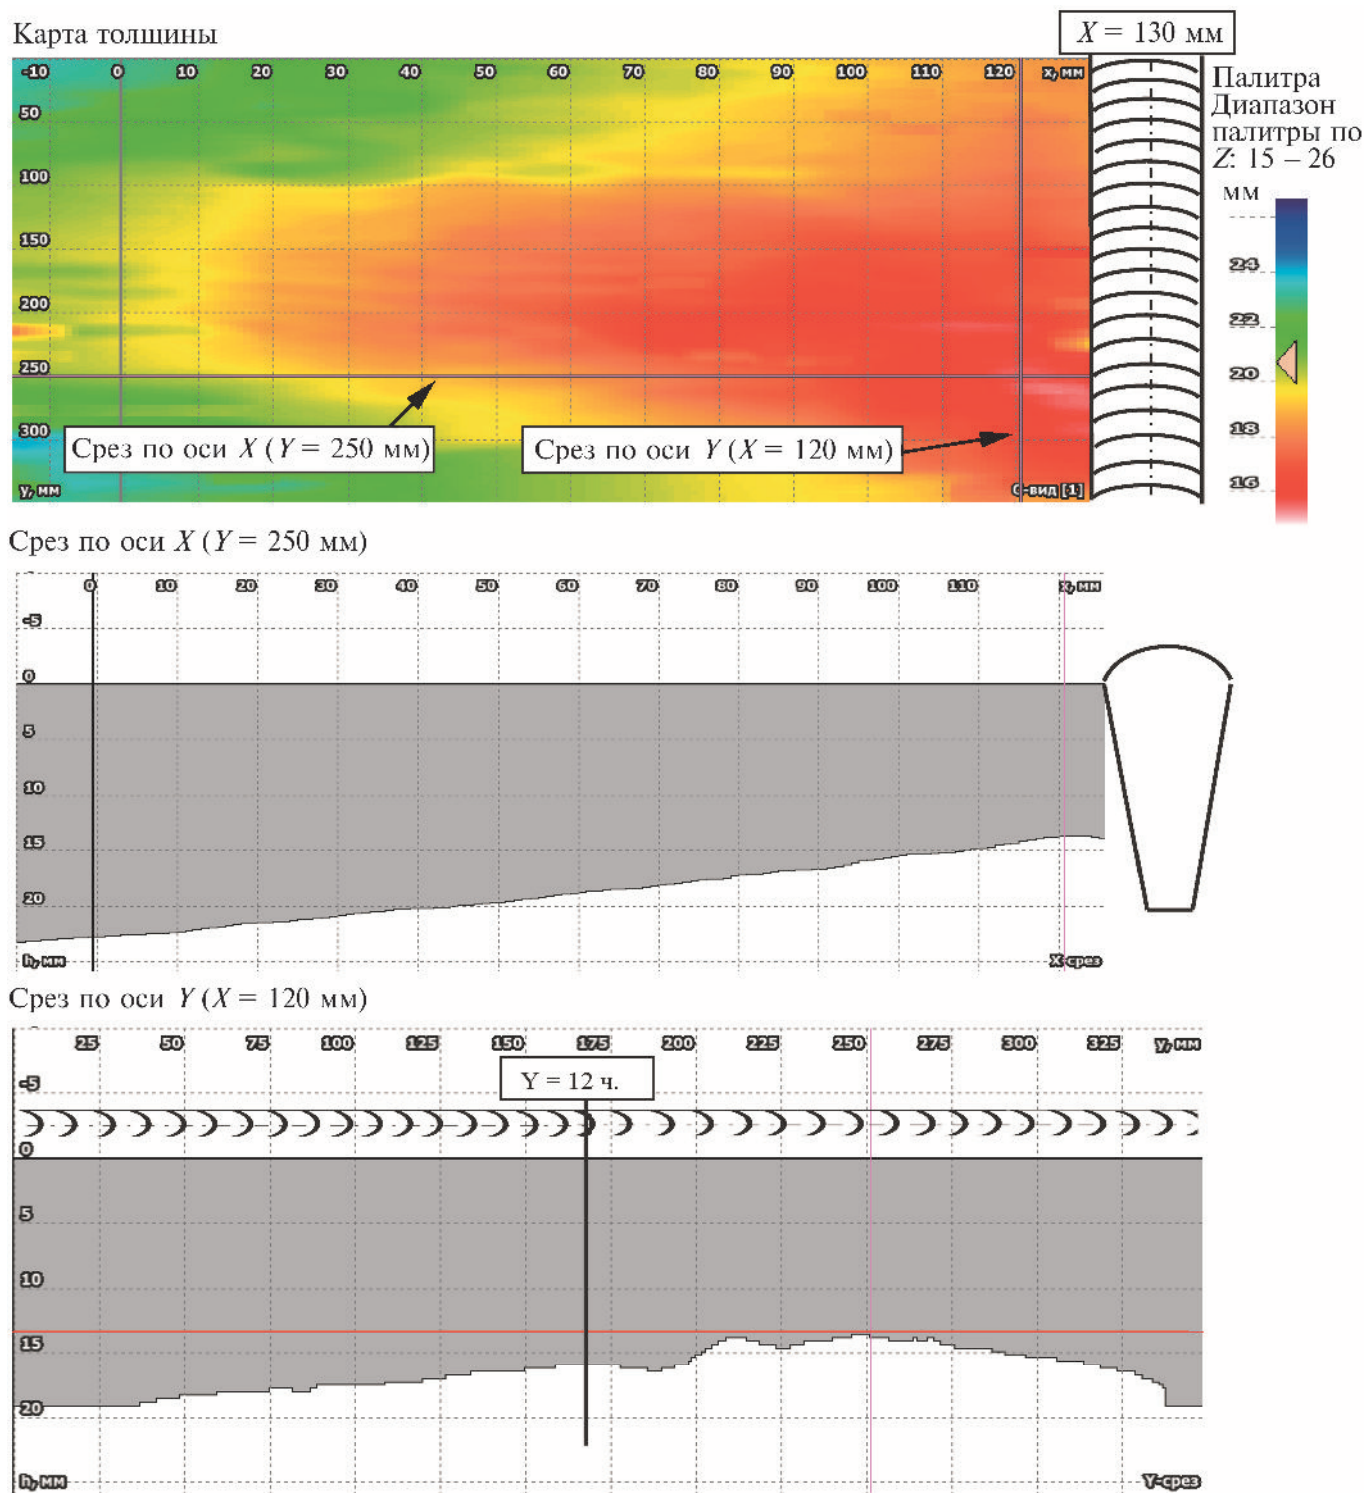 Карта толщины
X = 130 мм
-10 0 10 20 30 40 50 60 70 80 90 100 110 120 x, мм
Палитра
Диапазон
палитры по
Z: 15 – 26
мм
50
100
150
200
250
300
y, мм
24
22
20
18
16
Срез по оси X (Y = 250 мм)
Срез по оси Y (X = 120 мм)
C-вид [1]
Срез по оси X (Y = 250 мм)
0 10 20 30 40 50 60 70 80 90 100 110 x, мм
-5
0
5
10
15
20
h, мм
X-срез
Срез по оси Y (X = 120 мм)
25 50 75 100 125 150 175 200 225 250 275 300 325 y, мм
Y = 12 ч.
-5
0
5
10
15
20
h, мм
Y-срез